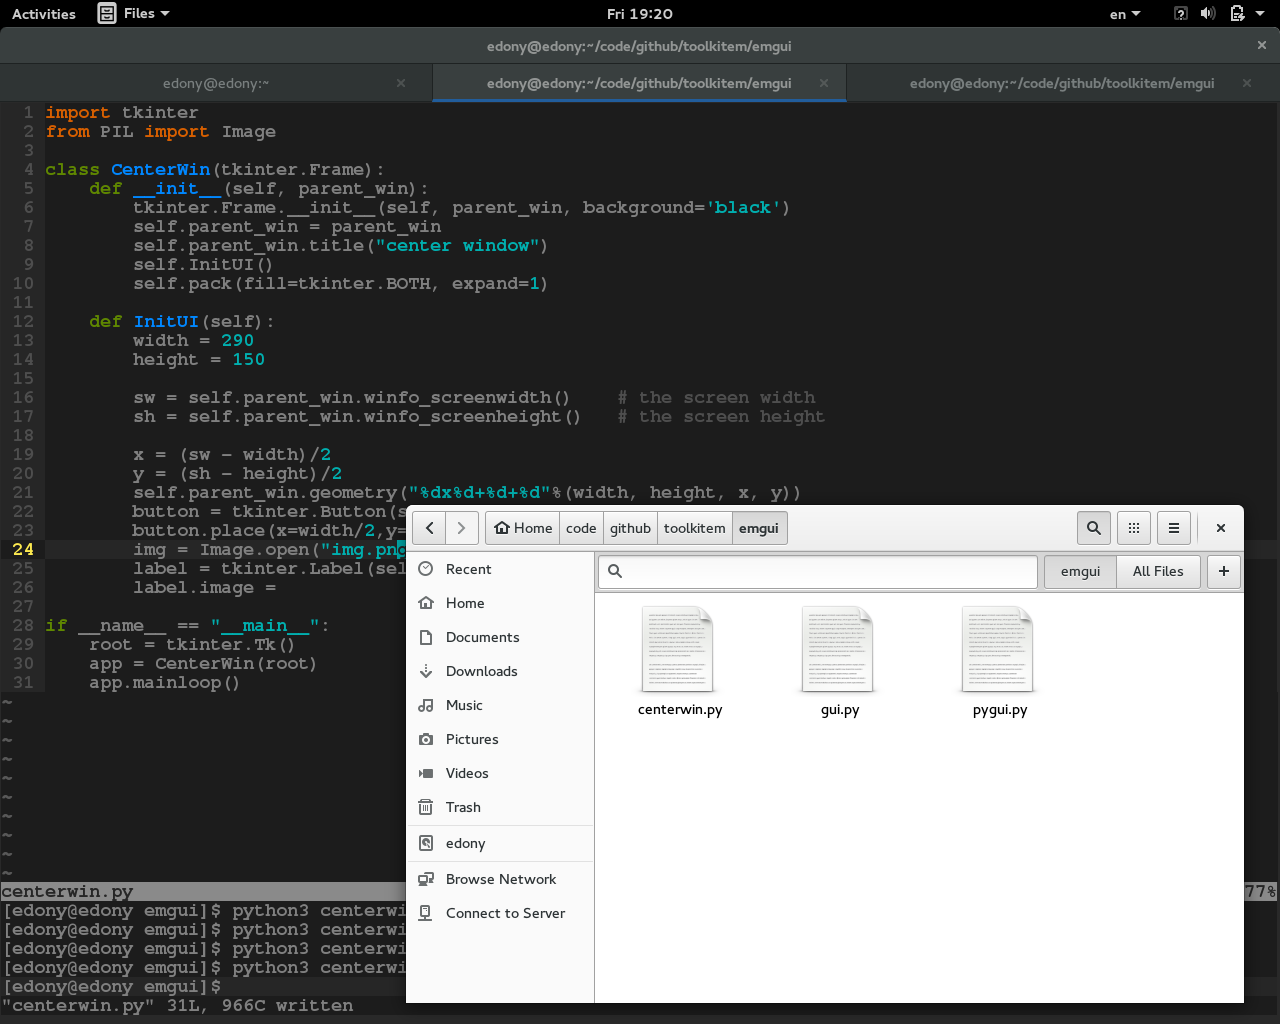 Activities Files Fri 19:20 en
edony@edony:~/code/github/toolkitem/emgui
edony@edony:~ edony@edony:~/code/github/toolkitem/emgui edony@edony:~/code/github/toolkitem/emgui
1 import tkinter
2 from PIL import Image
3
4 class CenterWin(tkinter.Frame):
5     def __init__(self, parent_win):
6         tkinter.Frame.__init__(self, parent_win, background='black')
7         self.parent_win = parent_win
8         self.parent_win.title("center window")
9         self.InitUI()
10         self.pack(fill=tkinter.BOTH, expand=1)
11
12     def InitUI(self):
13         width = 290
14         height = 150
15
16         sw = self.parent_win.winfo_screenwidth()    # the screen width
17         sh = self.parent_win.winfo_screenheight()   # the screen height
18
19         x = (sw - width)/2
20         y = (sh - height)/2
21         self.parent_win.geometry("%dx%d+%d+%d"%(width, height, x, y))
22         button = tkinter.Button(s
23         button.place(x=width/2,y=
24         img = Image.open("img.png
25         label = tkinter.Label(sel
26         label.image =
27
28 if __name__ == "__main__":
29     root = tkinter.Tk()
30     app = CenterWin(root)
31     app.mainloop()
~
~
~
~
~
~
~
~
~
~
centerwin.py 77%
[edony@edony emgui]$ python3 centerwi
[edony@edony emgui]$ python3 centerwi
[edony@edony emgui]$ python3 centerwi
[edony@edony emgui]$ python3 centerwi
[edony@edony emgui]$
"centerwin.py" 31L, 966C written
Home code github toolkitem emgui
emgui All Files +
Recent
Home
Documents
Downloads
Music
Pictures
Videos
Trash
edony
Browse Network
Connect to Server
centerwin.py gui.py pygui.py